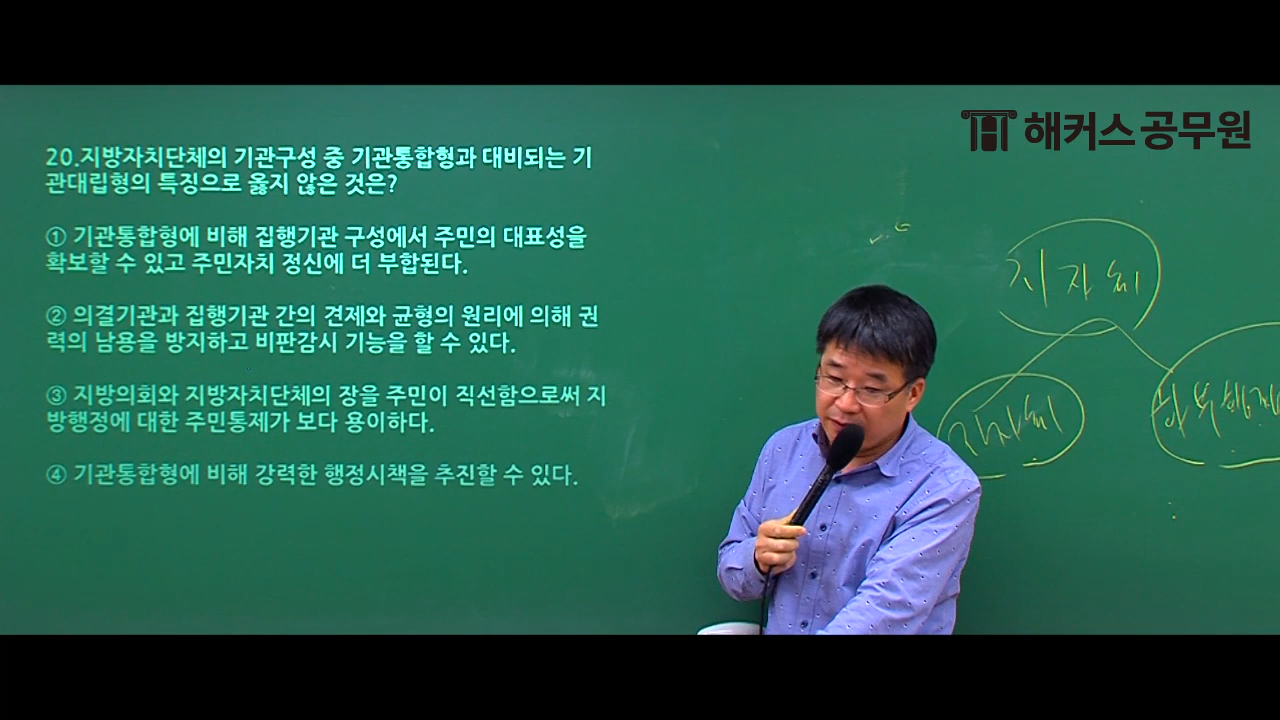 해커스 공무원
20.지방자치단체의 기관구성 중 기관통합형과 대비되는 기
관대립형의 특징으로 옳지 않은 것은?
① 기관통합형에 비해 집행기관 구성에서 주민의 대표성을
확보할 수 있고 주민자치 정신에 더 부합된다.
② 의결기관과 집행기관 간의 견제와 균형의 원리에 의해 권
력의 남용을 방지하고 비판감시 기능을 할 수 있다.
③ 지방의회와 지방자치단체의 장을 주민이 직선함으로써 지
방행정에 대한 주민통제가 보다 용이하다.
④ 기관통합형에 비해 강력한 행정시책을 추진할 수 있다.